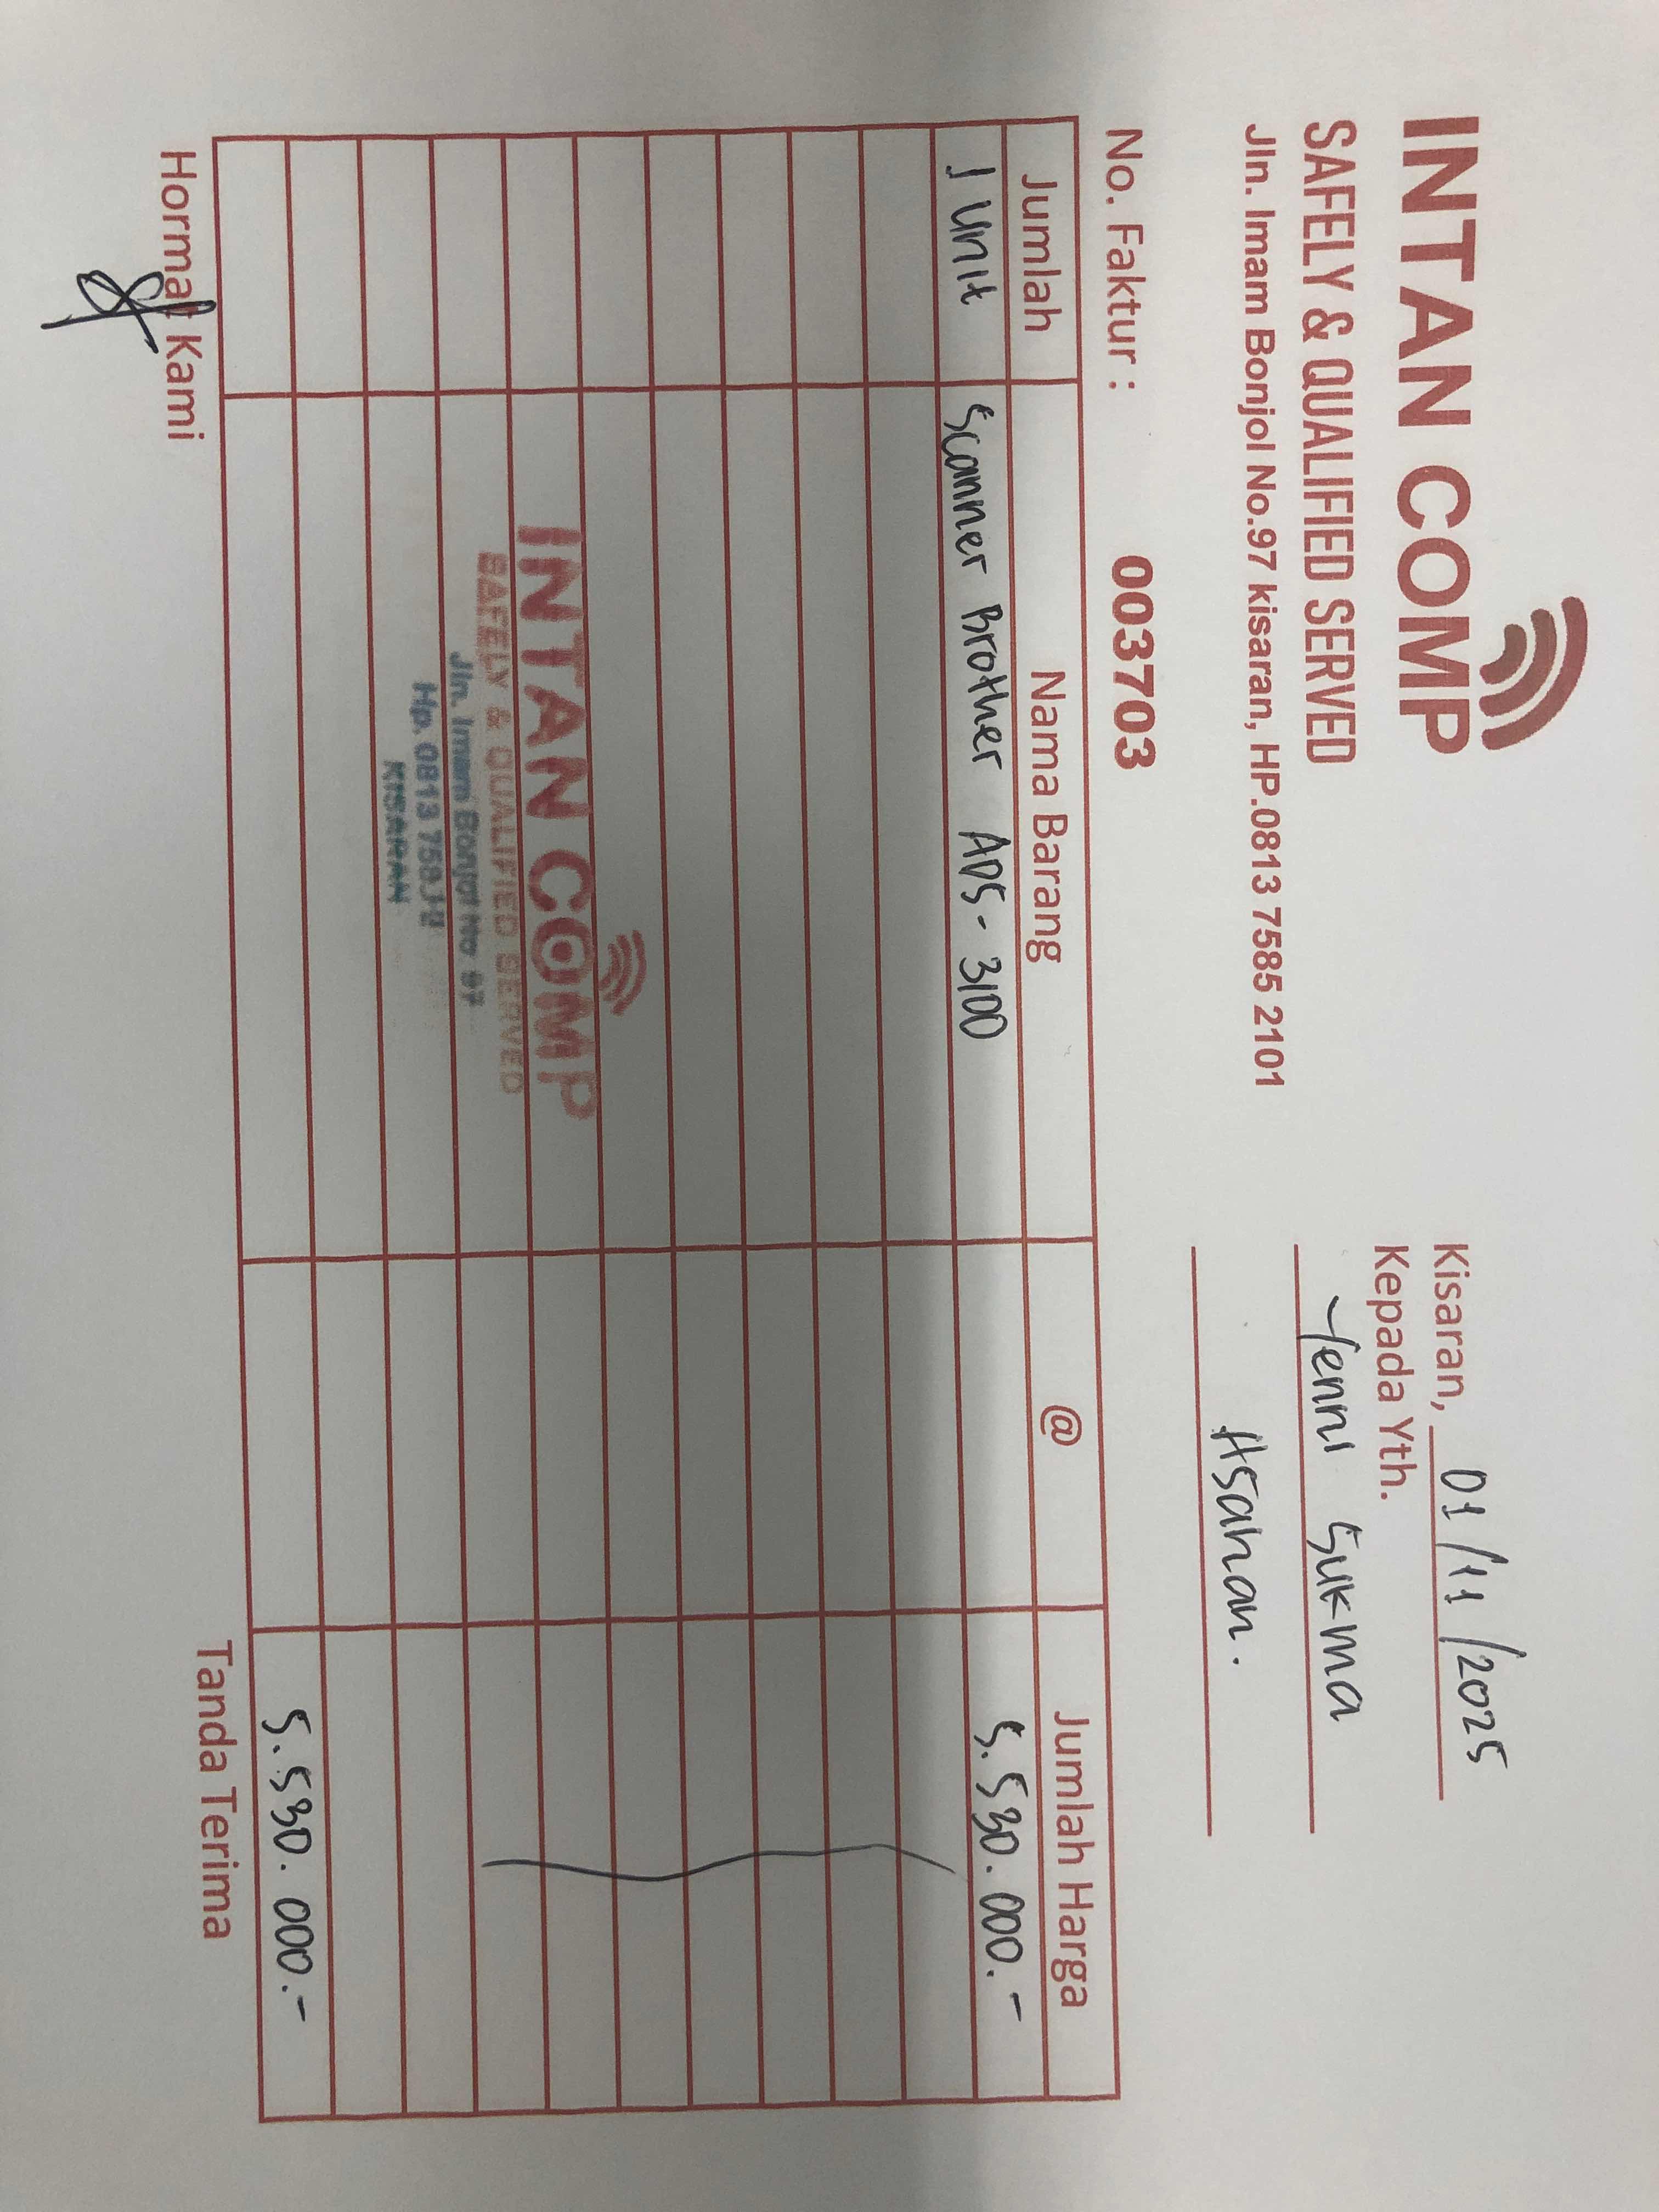 INTAN COMP
SAFELY & QUALIFIED SERVED
Jln. Imam Bonjol No.97 kisaran, HP.0813 7585 2101
Kisaran, 01/11/2025
Kepada Yth.
Yenni Sukma
Asahan.
No. Faktur : 003703
Jumlah Nama Barang @ Jumlah Harga
1 Unit Scanner Brother ADS-3100 5.530.000.-
INTAN COMP
SAFELY & QUALIFIED SERVED
Jln. Imam Bonjol No 97
Hp. 0813 758
KISARAN
5.530.000.-
Hormat Kami Tanda Terima